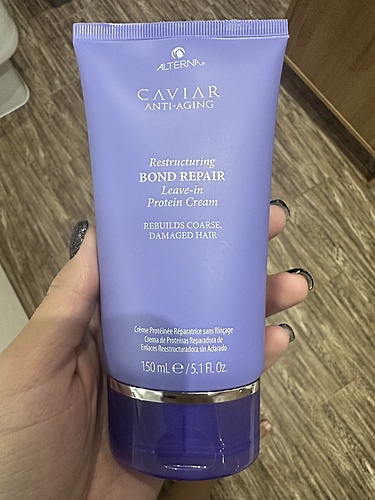 ALTERNA®
CAVIAR
ANTI·AGING
Restructuring
BOND REPAIR
Leave-in
Protein Cream
REBUILDS COARSE,
DAMAGED HAIR
Crème Protéinée Réparatrice sans Rinçage
Crema de Proteínas Reparadora de
Enlaces Reestructuradora sin Aclarado
150 mL ℮ / 5.1 Fl. Oz.